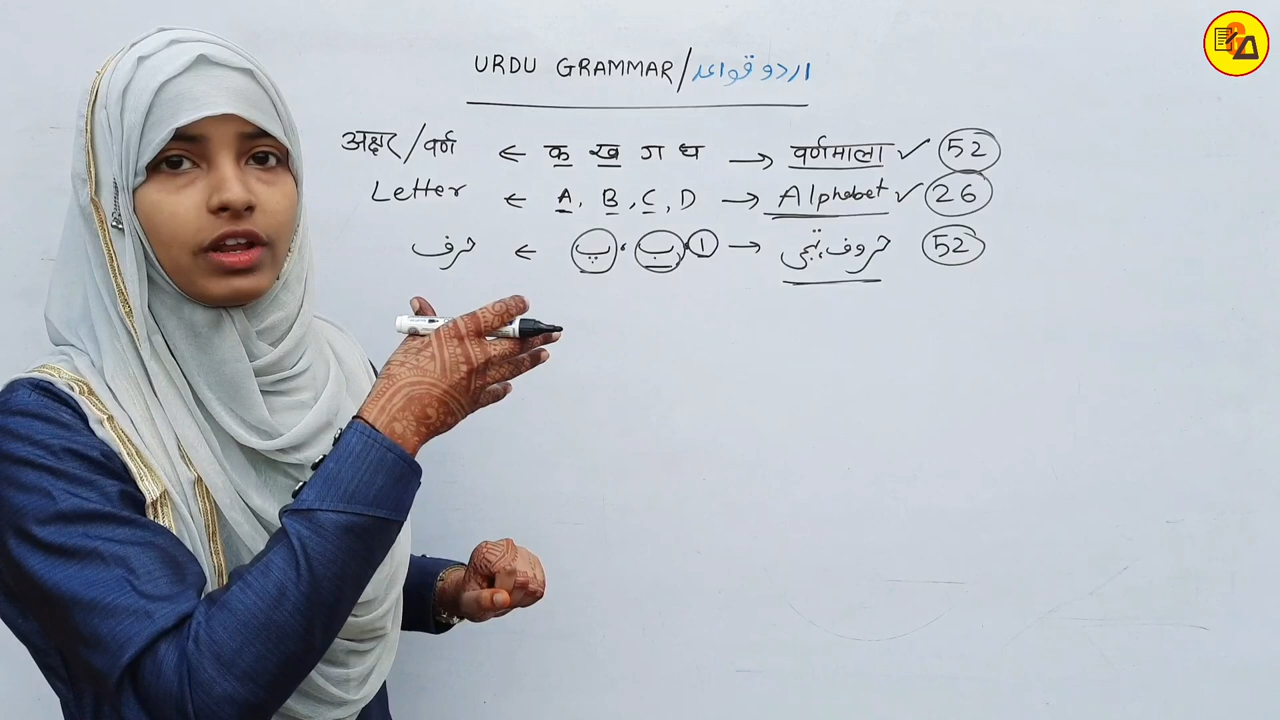 URDU GRAMMAR/اردو قواعد
अक्षर/वर्ण ← क ख ग घ → वर्णमाला ✓ 52
Letter ← A, B, C, D → Alphabet ✓ 26
حرف ← پ، ب، ا → حروف تہجی 52